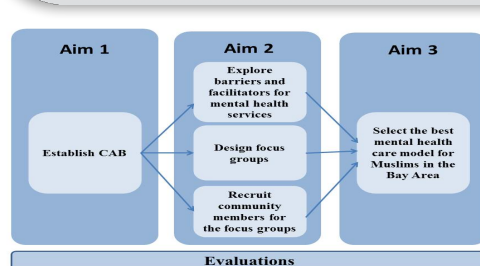 Aim 1
Establish CAB
Aim 2
Explore
barriers and
facilitators for
mental health
services
Design focus
groups
Recruit
community
members for
the focus groups
Aim 3
Select the best
mental health
care model for
Muslims in the
Bay Area
Evaluations